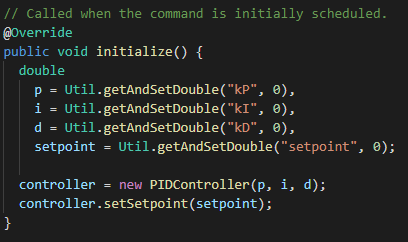 // Called when the command is initially scheduled.
@Override
public void initialize() {
  double
    p = Util.getAndSetDouble("kP", 0),
    i = Util.getAndSetDouble("kI", 0),
    d = Util.getAndSetDouble("kD", 0),
    setpoint = Util.getAndSetDouble("setpoint", 0);

  controller = new PIDController(p, i, d);
  controller.setSetpoint(setpoint);
}